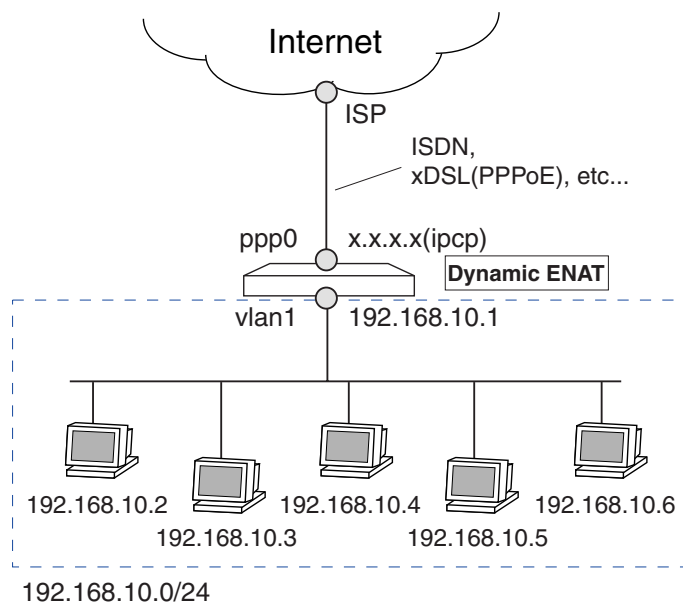 Internet
ISP
ISDN,
xDSL(PPPoE), etc...
ppp0
x.x.x.x(ipcp)
Dynamic ENAT
vlan1
192.168.10.1
192.168.10.2
192.168.10.4
192.168.10.6
192.168.10.3
192.168.10.5
192.168.10.0/24